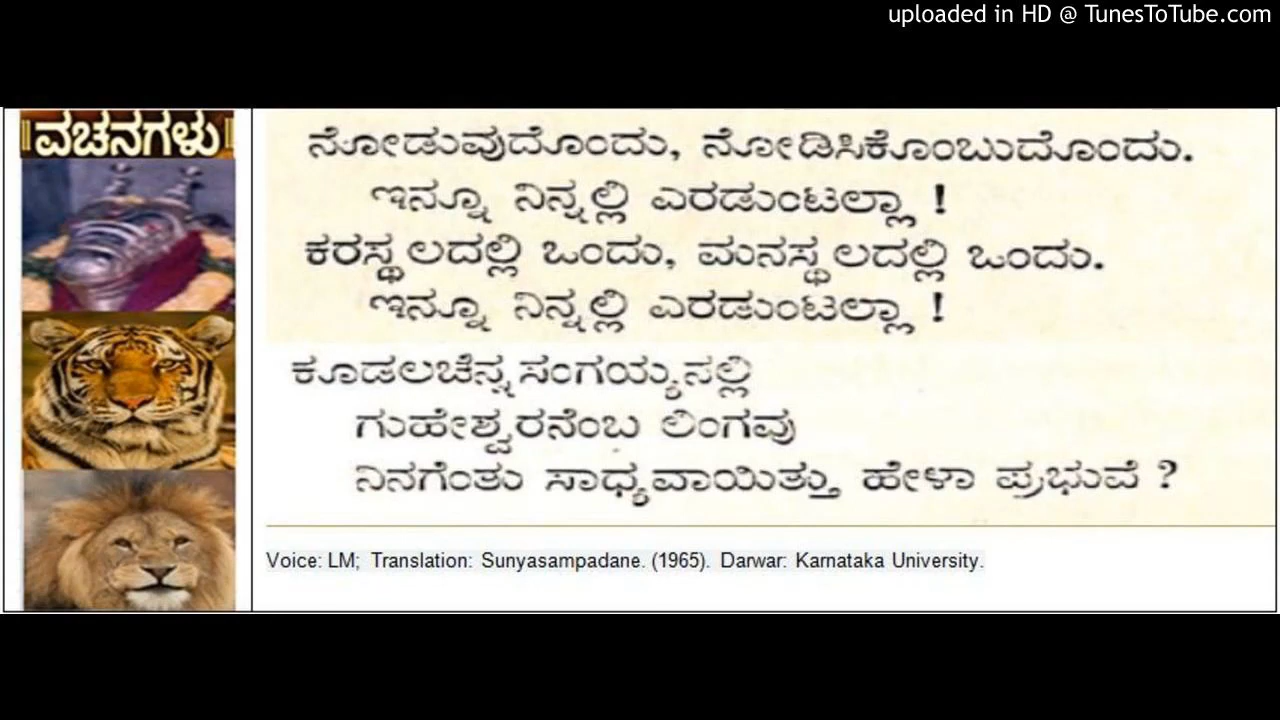 uploaded in HD @ TunesToTube.com
॥ವಚನಗಳು॥
ನೋಡುವುದೊಂದು, ನೋಡಿಸಿಕೊಂಬುದೊಂದು.
ಇನ್ನೂ ನಿನ್ನಲ್ಲಿ ಎರಡುಂಟಲ್ಲಾ !
ಕರಸ್ಥಲದಲ್ಲಿ ಒಂದು, ಮನಸ್ಥಲದಲ್ಲಿ ಒಂದು.
ಇನ್ನೂ ನಿನ್ನಲ್ಲಿ ಎರಡುಂಟಲ್ಲಾ !
ಕೂಡಲಚೆನ್ನಸಂಗಯ್ಯನಲ್ಲಿ
ಗುಹೇಶ್ವರನೆಂಬ ಲಿಂಗವು
ನಿನಗೆಂತು ಸಾಧ್ಯವಾಯಿತ್ತು ಹೇಳಾ ಪ್ರಭುವೆ ?
Voice: LM; Translation: Sunyasampadane. (1965). Darwar: Karnataka University.